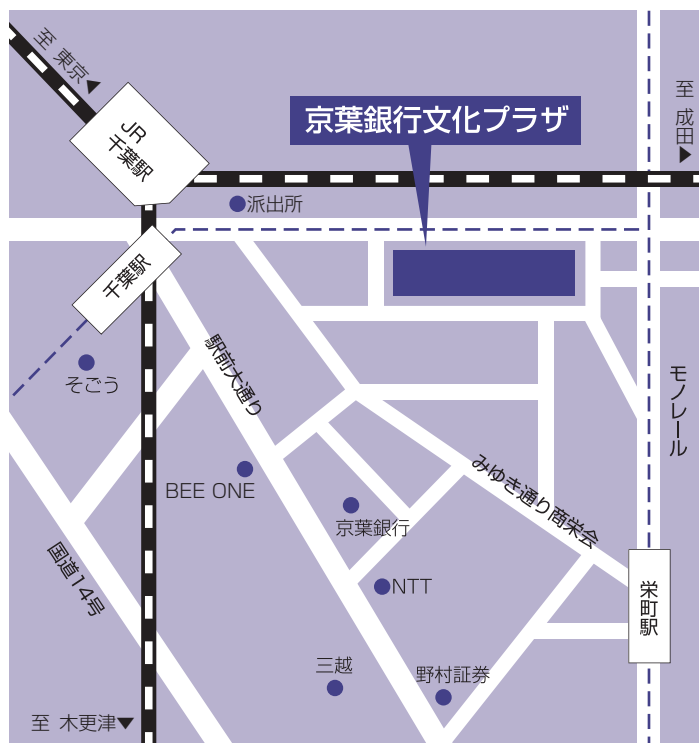 至 東京
JR
千葉駅
京葉銀行文化プラザ
至 成田
派出所
千葉駅
そごう
駅前大通り
モノレール
BEE ONE
京葉銀行
みゆき通り商栄会
国道14号
NTT
栄町駅
三越
野村証券
至 木更津